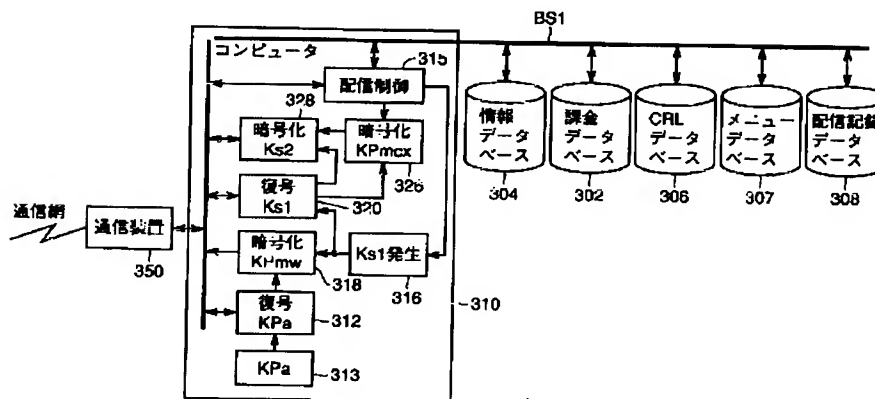 BS1
コンピュータ
315
配信制御
328
暗号化
Ks2
暗号化
KPmcx
326
復号
Ks1
320
通信網
通信装置
350
暗号化
KPmw
318
Ks1発生
316
310
復号
KPa
312
KPa
313
情報
データ
ベース
304
課金
データ
ベース
302
CRL
データ
ベース
306
メニュー
データ
ベース
307
配信記録
データ
ベース
308